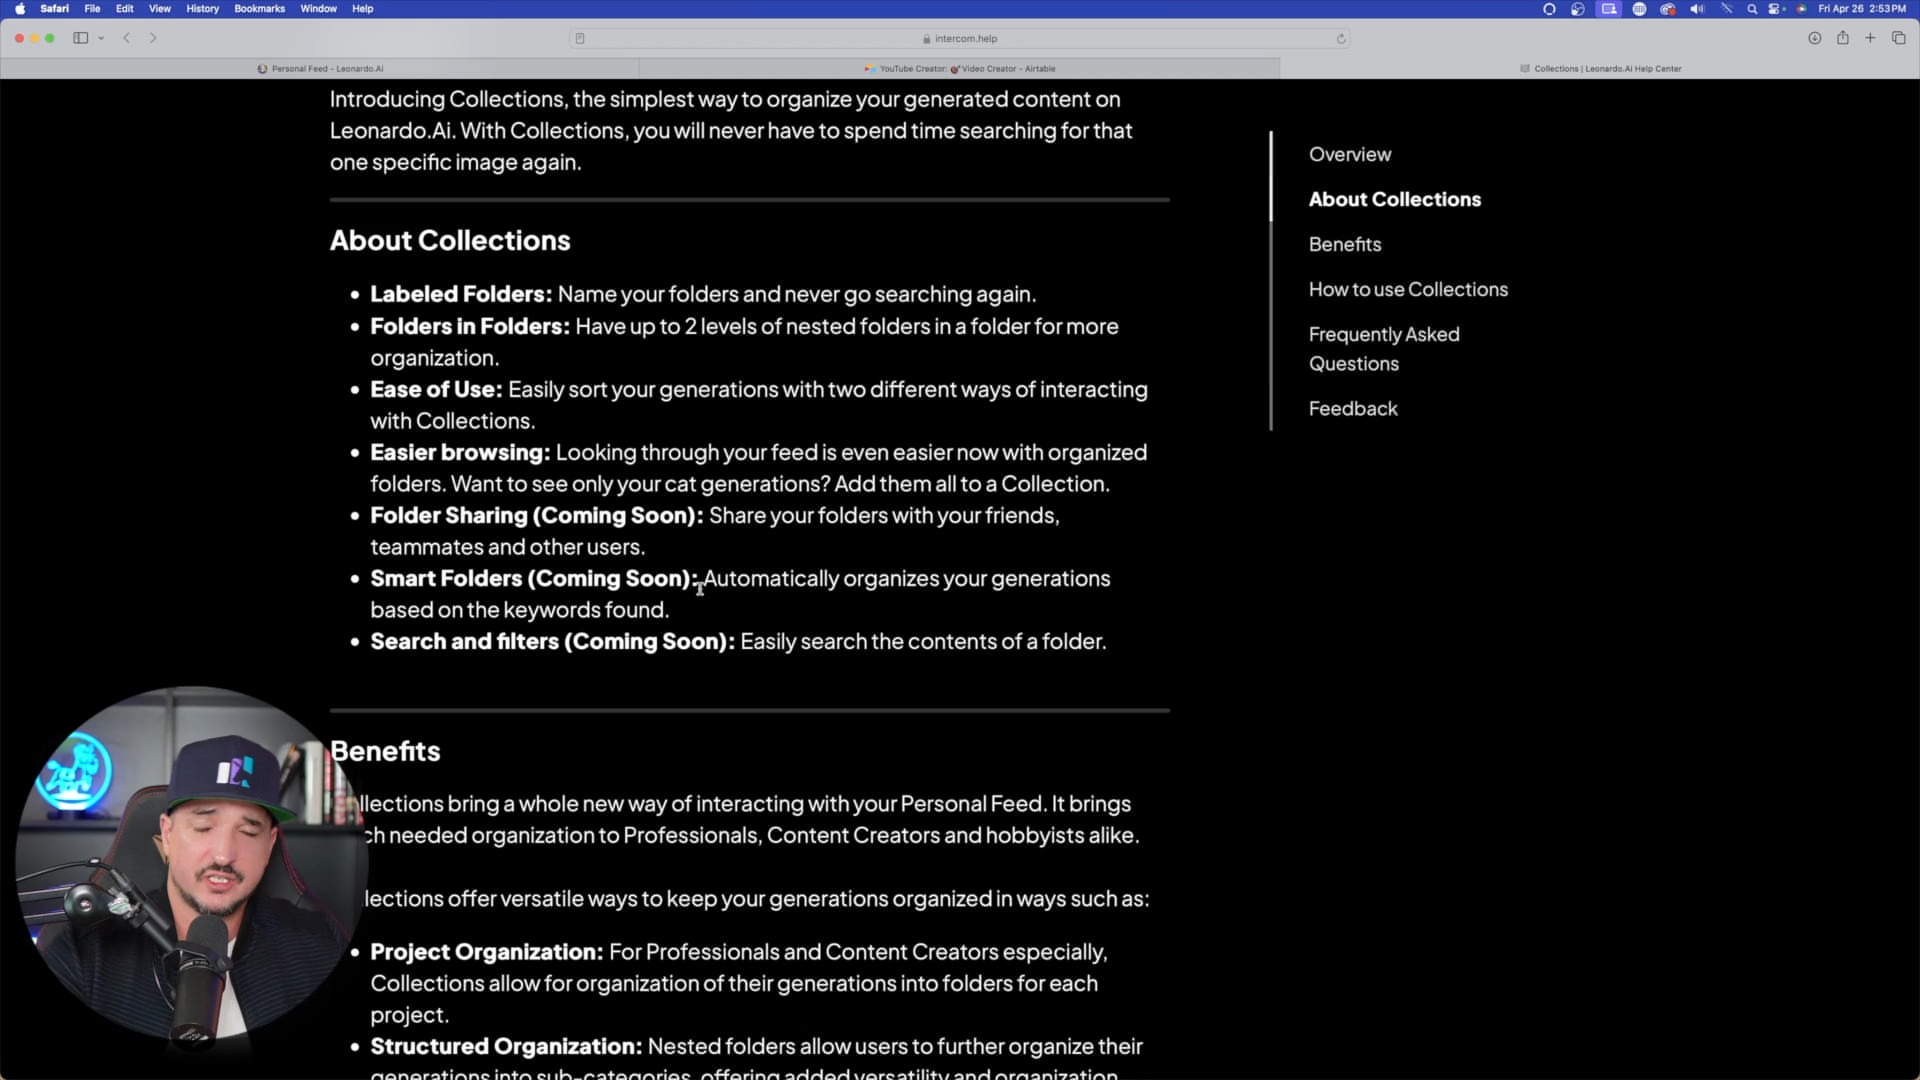 Safari File Edit View History Bookmarks Window Help Fri Apr 26 2:53 PM
intercom.help
Personal Feed - Leonardo.Ai YouTube Creator: Video Creator - Airtable Collections | Leonardo.Ai Help Center
Introducing Collections, the simplest way to organize your generated content on
Leonardo.Ai. With Collections, you will never have to spend time searching for that
one specific image again.
About Collections
• Labeled Folders: Name your folders and never go searching again.
• Folders in Folders: Have up to 2 levels of nested folders in a folder for more
organization.
• Ease of Use: Easily sort your generations with two different ways of interacting
with Collections.
• Easier browsing: Looking through your feed is even easier now with organized
folders. Want to see only your cat generations? Add them all to a Collection.
• Folder Sharing (Coming Soon): Share your folders with your friends,
teammates and other users.
• Smart Folders (Coming Soon): Automatically organizes your generations
based on the keywords found.
• Search and filters (Coming Soon): Easily search the contents of a folder.
Benefits
llections bring a whole new way of interacting with your Personal Feed. It brings
ch needed organization to Professionals, Content Creators and hobbyists alike.
lections offer versatile ways to keep your generations organized in ways such as:
• Project Organization: For Professionals and Content Creators especially,
Collections allow for organization of their generations into folders for each
project.
• Structured Organization: Nested folders allow users to further organize their
generations into sub-categories, offering added versatility and organization
Overview
About Collections
Benefits
How to use Collections
Frequently Asked
Questions
Feedback